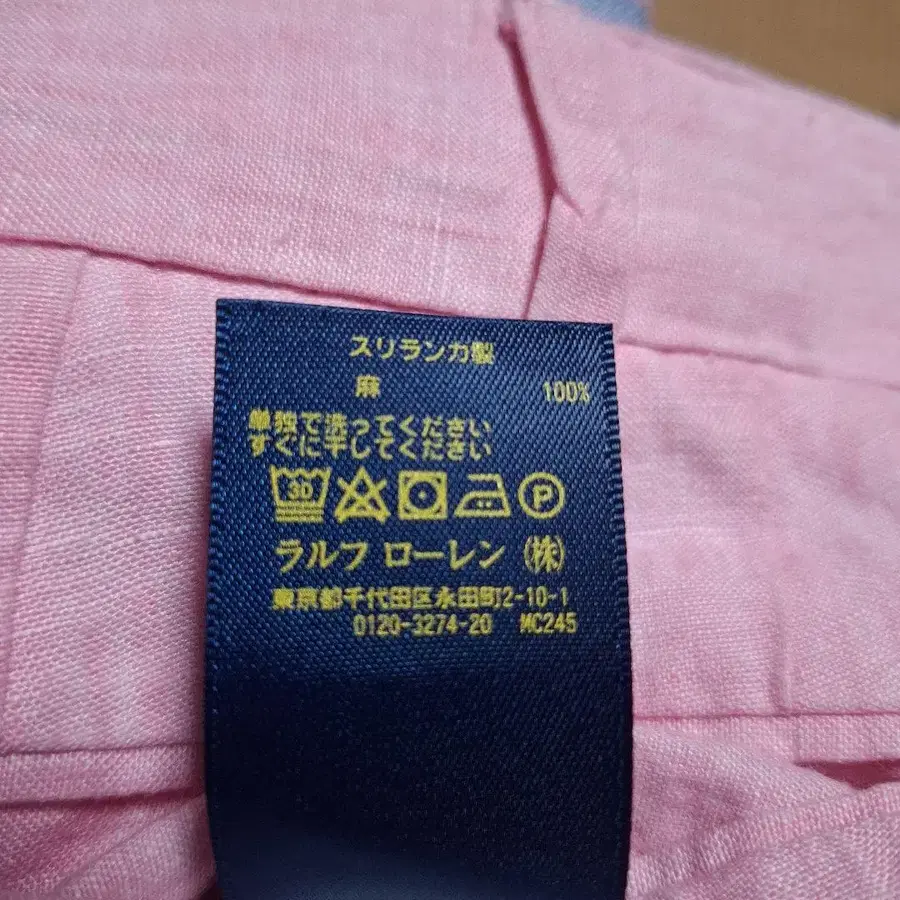 スリランカ製
麻 100%
単独で洗ってください
すぐに干してください
30 P
ラルフ ローレン (株)
東京都千代田区永田町2-10-1
0120-3274-20 MC245